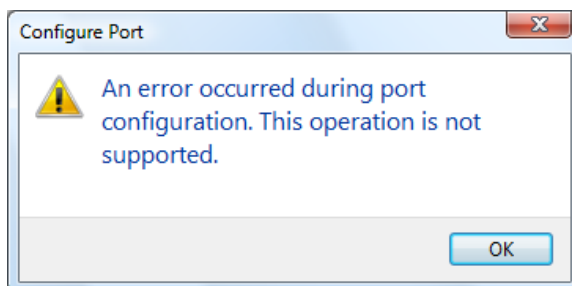 Configure Port
An error occurred during port
configuration. This operation is not
supported.
OK